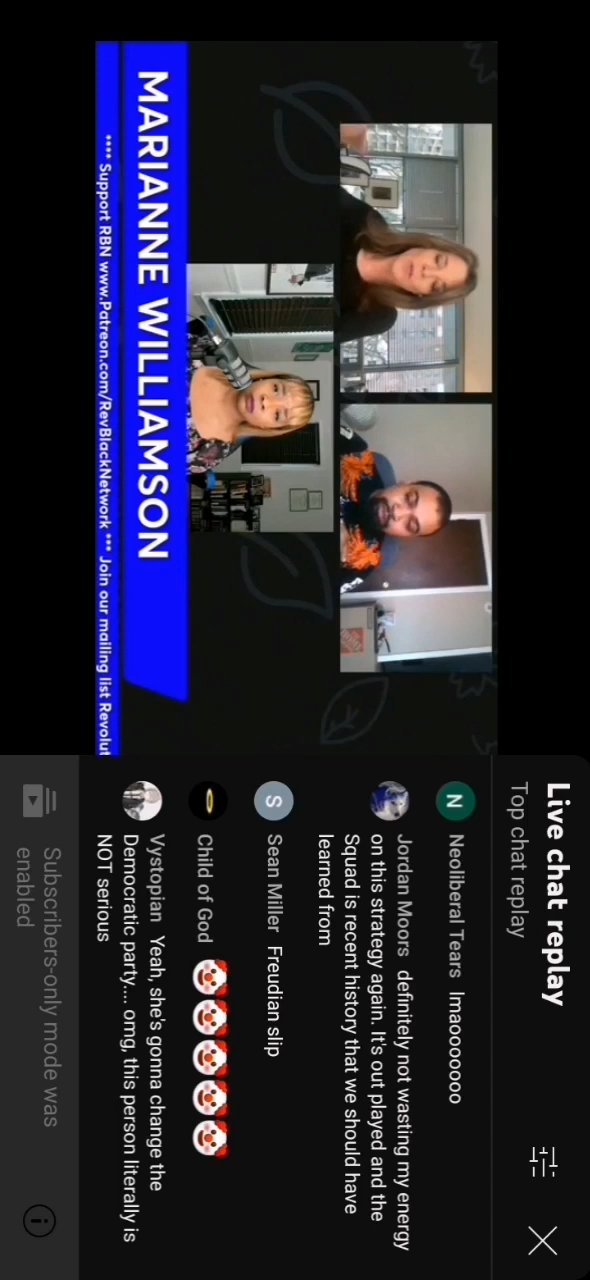 MARIANNE WILLIAMSON
**** Support RBN www.Patreon.com/RevBlackNetwork *** Join our mailing list Revolut
Live chat replay
Top chat replay
N Neoliberal Tears lmaooooooo
Jordan Moors definitely not wasting my energy
on this strategy again. It's out played and the
Squad is recent history that we should have
learned from
S Sean Miller Freudian slip
Child of God 🤡🤡🤡🤡🤡
Vystopian Yeah, she's gonna change the
Democratic party... omg, this person literally is
NOT serious
Subscribers-only mode was
enabled